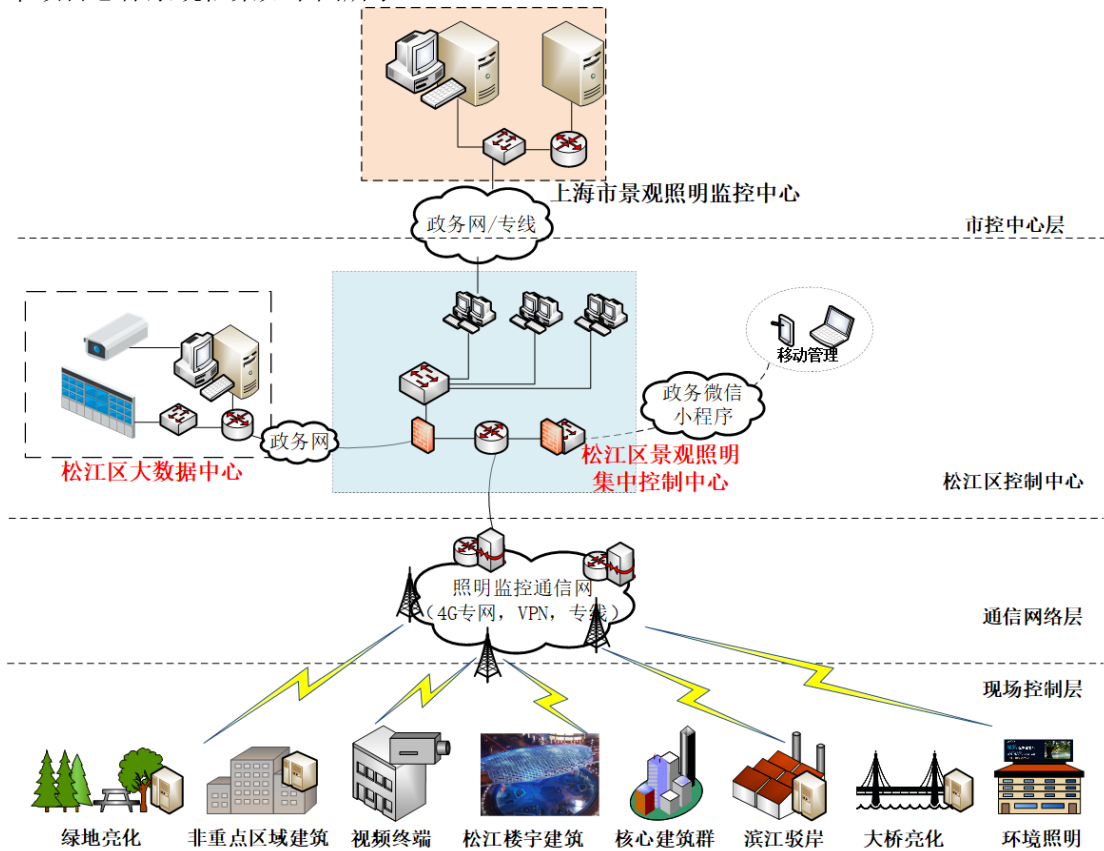 上海市景观照明监控中心
政务网/专线
市控中心层
移动管理
政务微信
小程序
政务网
松江区大数据中心
松江区景观照明
集中控制中心
松江区控制中心
照明监控通信网
（4G专网，VPN，专线）
通信网络层
现场控制层
绿地亮化
非重点区域建筑
视频终端
松江楼宇建筑
核心建筑群
滨江驳岸
大桥亮化
环境照明